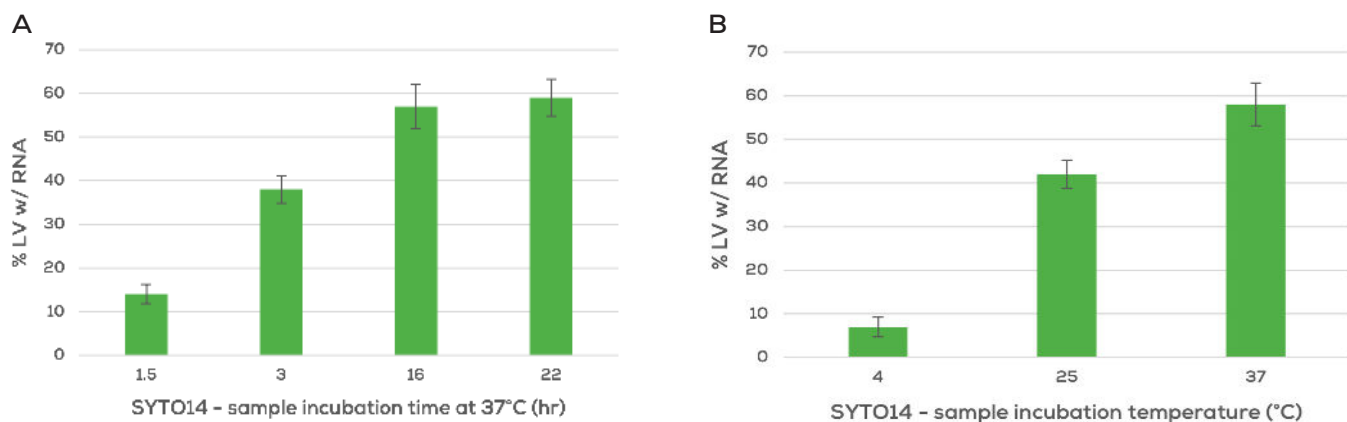 A
% LV w/ RNA
70
60
50
40
30
20
10
0
1.5 3 16 22
SYTO14 - sample incubation time at 37°C (hr)
B
% LV w/ RNA
70
60
50
40
30
20
10
0
4 25 37
SYTO14 - sample incubation temperature (°C)